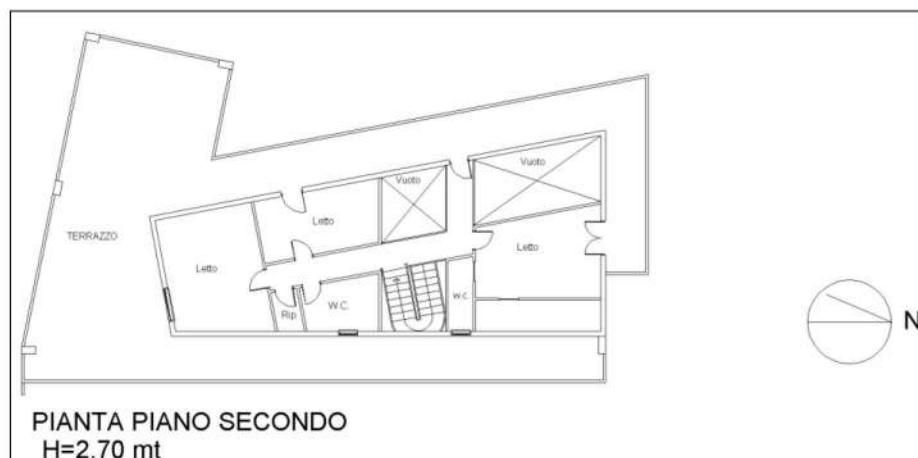 Vuoto
Vuoto
Letto
TERRAZZO
Letto
Letto
Rip
W.C.
W.C.
N
PIANTA PIANO SECONDO
H=2.70 mt